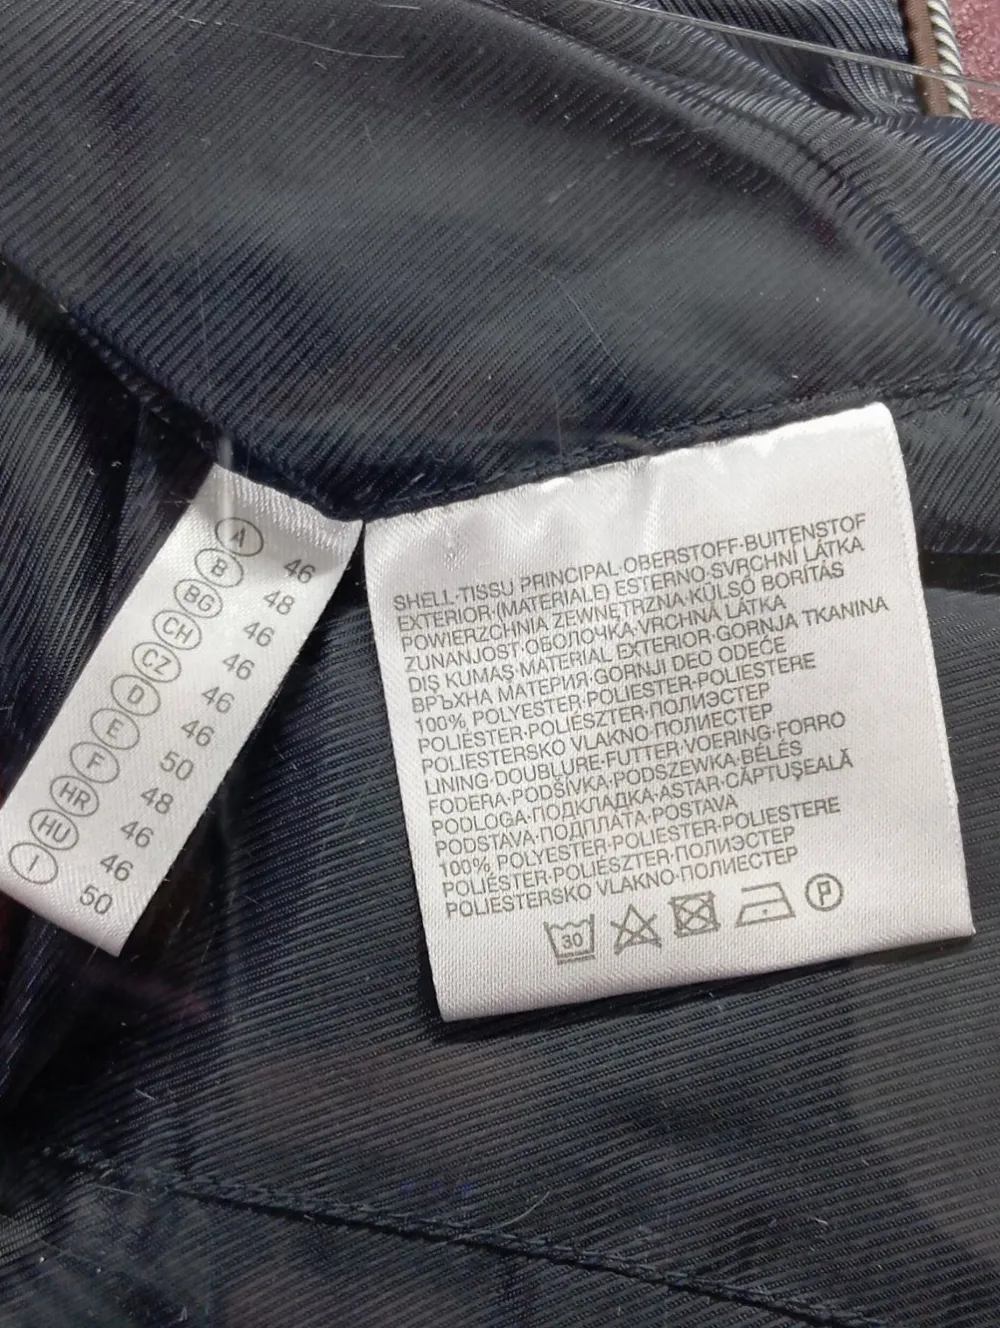 A 46
B 48
BG 46
CH 46
CZ 46
D 46
E 50
F 48
HR 46
HU 46
I 50
SHELL·TISSU PRINCIPAL·OBERSTOFF·BUITENSTOF
EXTERIOR·(MATERIALE) ESTERNO·SVRCHNÍ LÁTKA
POWIERZCHNIA ZEWNĘTRZNA·KÜLSŐ BORÍTÁS
ZUNANJOST·ОБОЛОЧКА·VRCHNÁ LÁTKA
DIŞ KUMAŞ·MATERIAL EXTERIOR·GORNJA TKANINA
ВРЪХНА МАТЕРИЯ·GORNJI DEO ODEĆE
100% POLYESTER·POLIESTER·POLIESTERE
POLIÉSTER·POLIÉSZTER·ПОЛИЭСТЕР
POLIESTERSKO VLAKNO·ПОЛИЕСТЕР
LINING·DOUBLURE·FUTTER·VOERING·FORRO
FODERA·PODŠÍVKA·PODSZEWKA·BÉLÉS
PODLOGA·ПОДКЛАДКА·ASTAR·CĂPTUŞEALĂ
PODSTAVA·ПОДПЛАТА·POSTAVA
100% POLYESTER·POLIESTER·POLIESTERE
POLIÉSTER·POLIÉSZTER·ПОЛИЭСТЕР
POLIESTERSKO VLAKNO·ПОЛИЕСТЕР
30 P